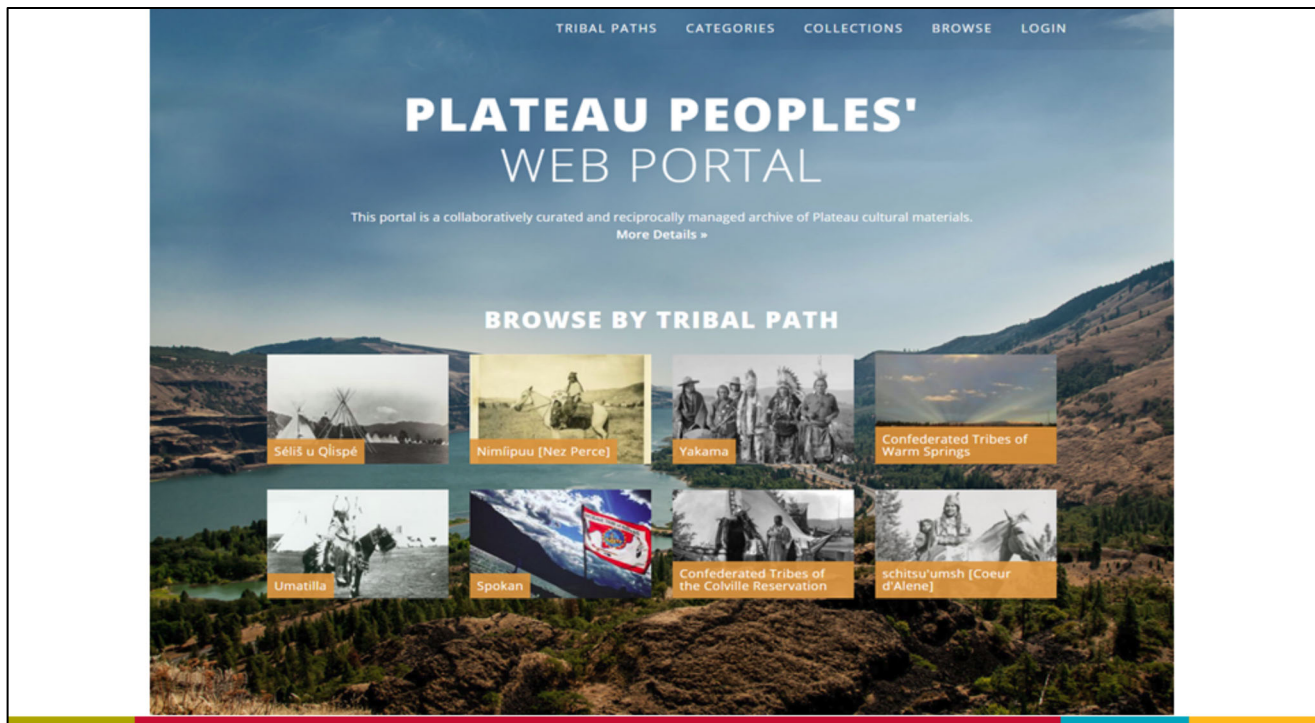 TRIBAL PATHS CATEGORIES COLLECTIONS BROWSE LOGIN
PLATEAU PEOPLES'
WEB PORTAL
This portal is a collaboratively curated and reciprocally managed archive of Plateau cultural materials.
More Details »
BROWSE BY TRIBAL PATH
Séliš u Ql̓ispé
Nimíipuu [Nez Perce]
Yakama
Confederated Tribes of
Warm Springs
Umatilla
Spokan
Confederated Tribes of
the Colville Reservation
schitsu'umsh [Coeur
d'Alene]